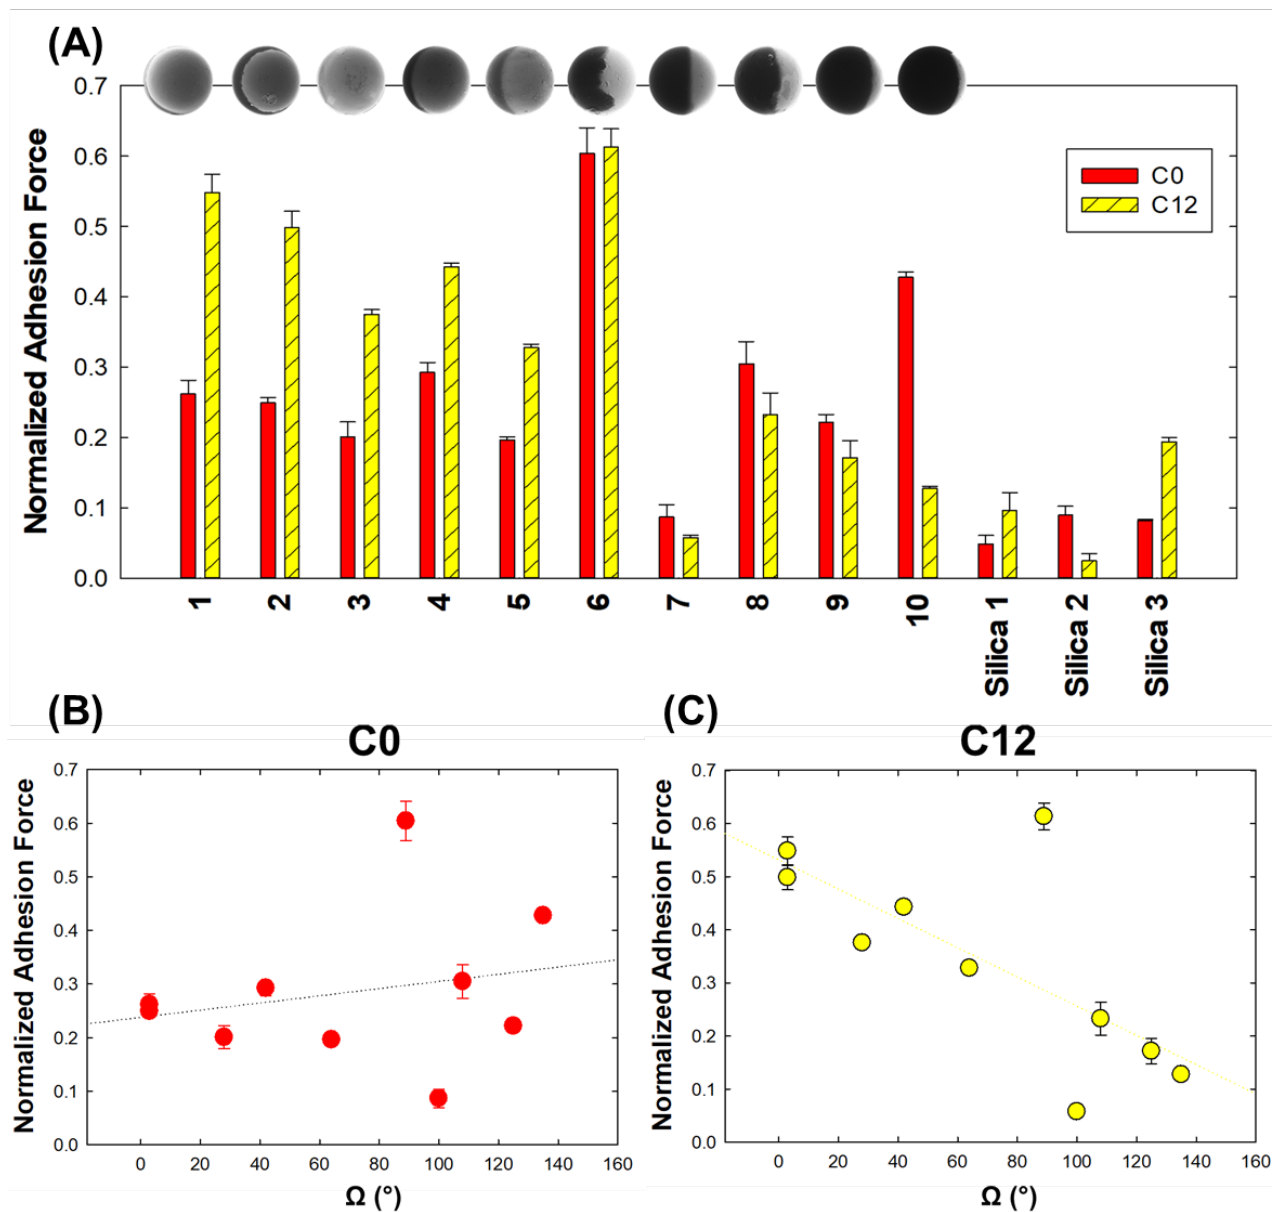 (A)
Normalized Adhesion Force
0.7
0.6
0.5
0.4
0.3
0.2
0.1
0.0
C0
C12
1 2 3 4 5 6 7 8 9 10 Silica 1 Silica 2 Silica 3
(B)
C0
Normalized Adhesion Force
0.7
0.6
0.5
0.4
0.3
0.2
0.1
0.0
0 20 40 60 80 100 120 140 160
Ω (°)
(C)
C12
Normalized Adhesion Force
0.7
0.6
0.5
0.4
0.3
0.2
0.1
0.0
0 20 40 60 80 100 120 140 160
Ω (°)